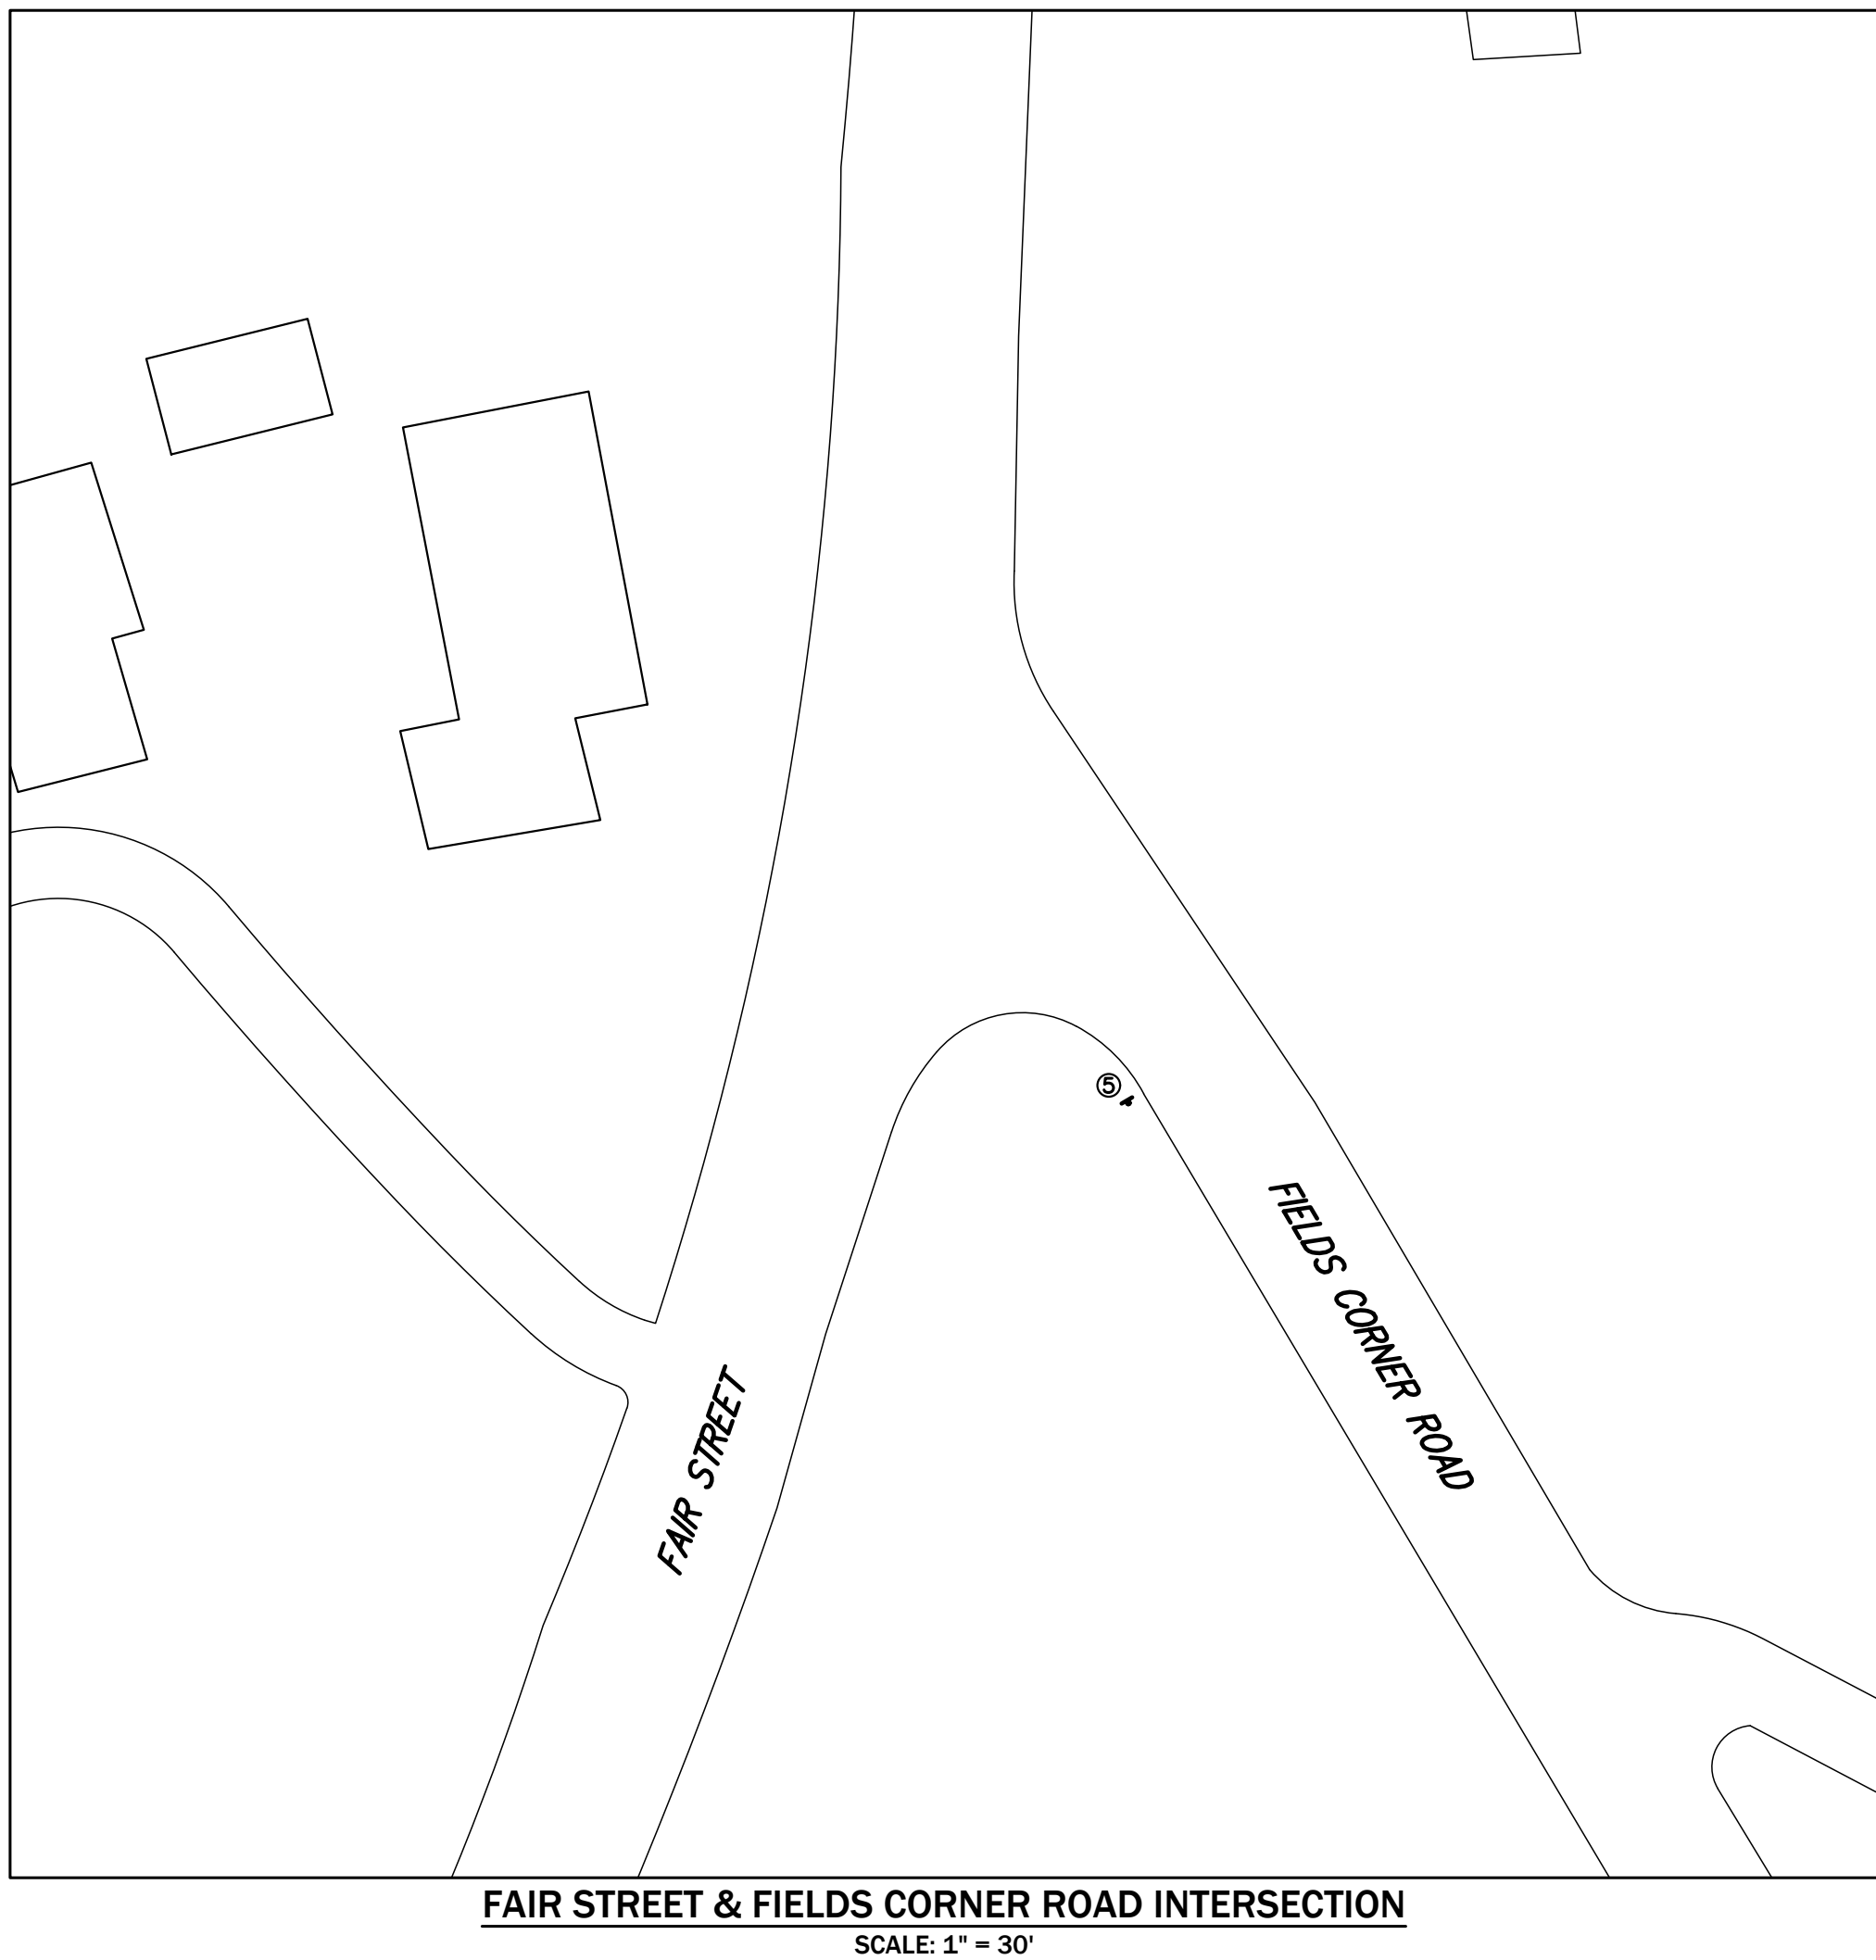 5
FIELDS CORNER ROAD
FAIR STREET
FAIR STREET & FIELDS CORNER ROAD INTERSECTION
SCALE: 1" = 30'